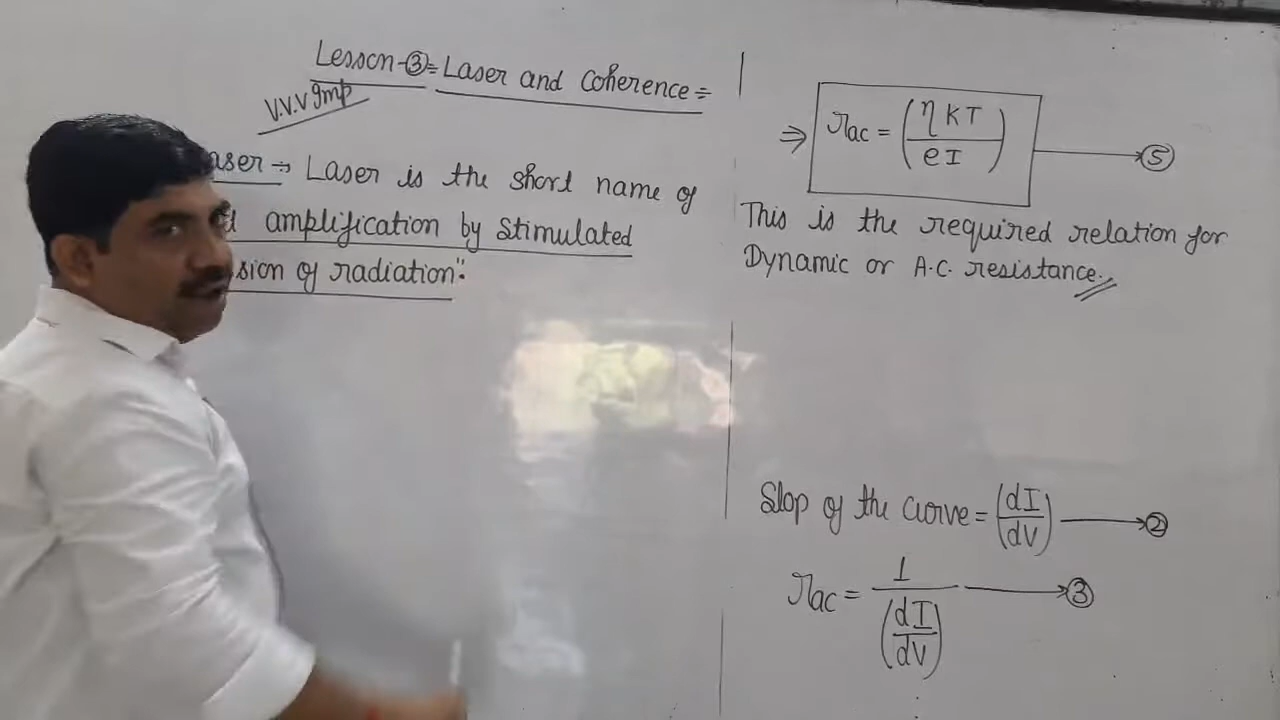 Lesson-③= Laser and Coherence =
V.V.V Imp
aser → Laser is the short name of
amplification by Stimulated
sion of radiation".
⇒ rac = (η K T / e I) → ⑤
This is the required relation for
Dynamic or A.C. resistance.
Slop of the curve = (dI/dV) → ②
rac = 1/(dI/dV) → ③